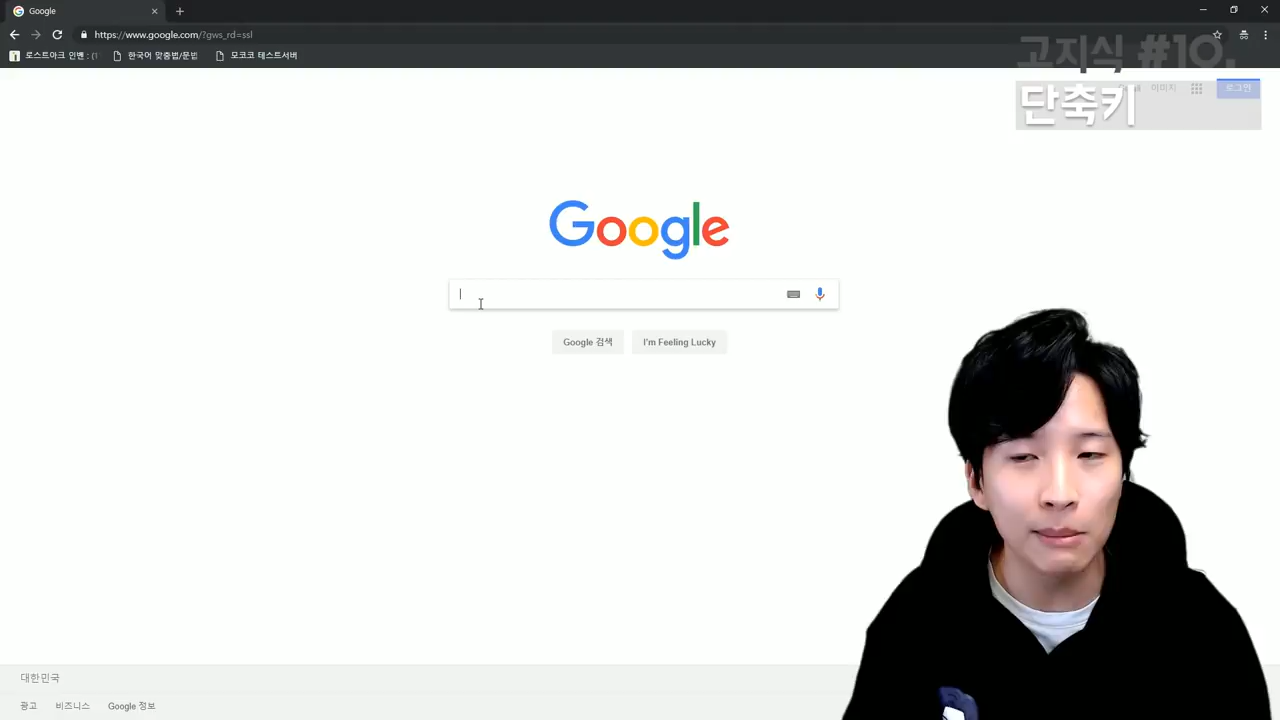 Google
https://www.google.com/?gws_rd=ssl
로스트아크 인벤 : (1
한국어 맞춤법/문법
모코코 테스트서버
고지식 #10.
단축키
이미지
로그인
Google
Google 검색
I'm Feeling Lucky
대한민국
광고
비즈니스
Google 정보